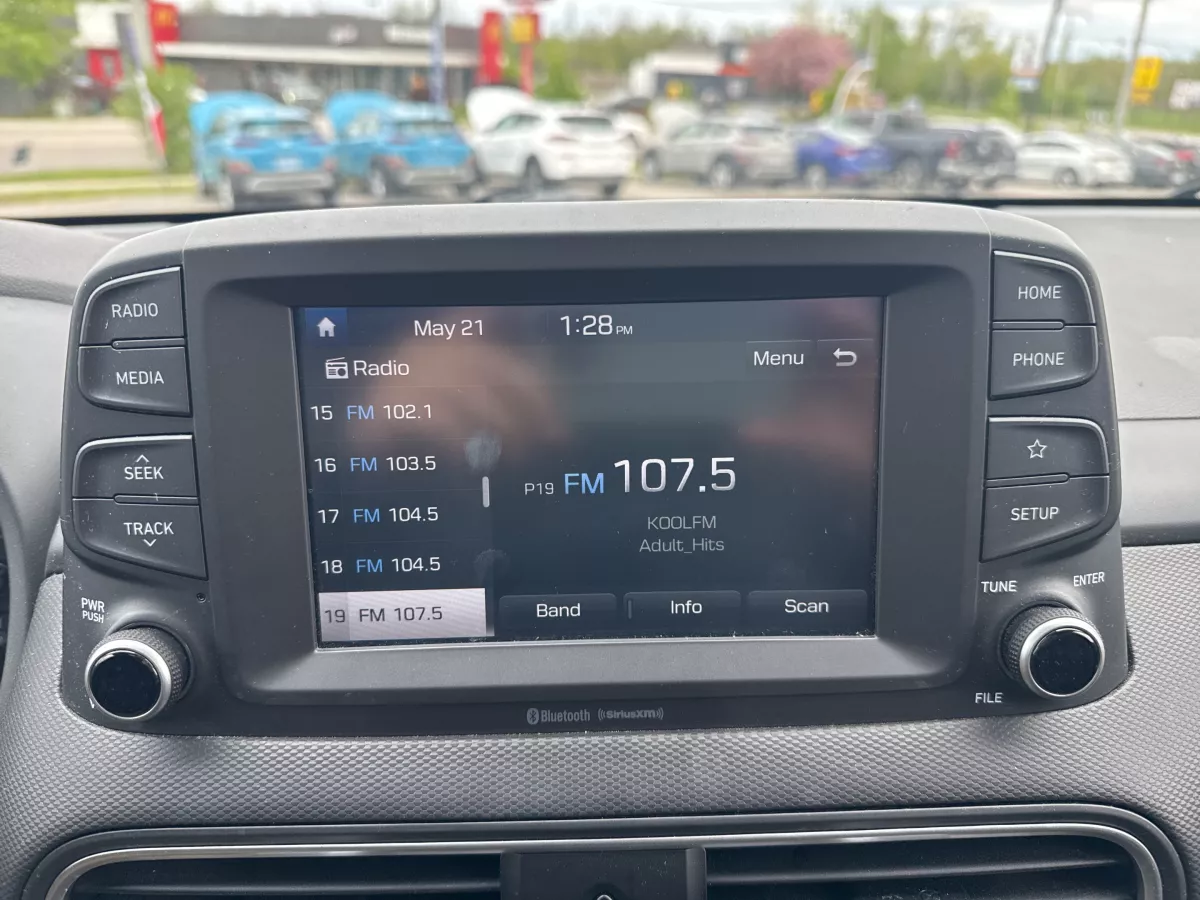 May 21 1:28 PM
Radio Menu
15 FM 102.1
16 FM 103.5
17 FM 104.5
18 FM 104.5
19 FM 107.5
P19 FM 107.5
KOOLFM
Adult_Hits
Band Info Scan
RADIO
MEDIA
SEEK
TRACK
PWR
PUSH
HOME
PHONE
SETUP
TUNE
ENTER
FILE
Bluetooth SiriusXM